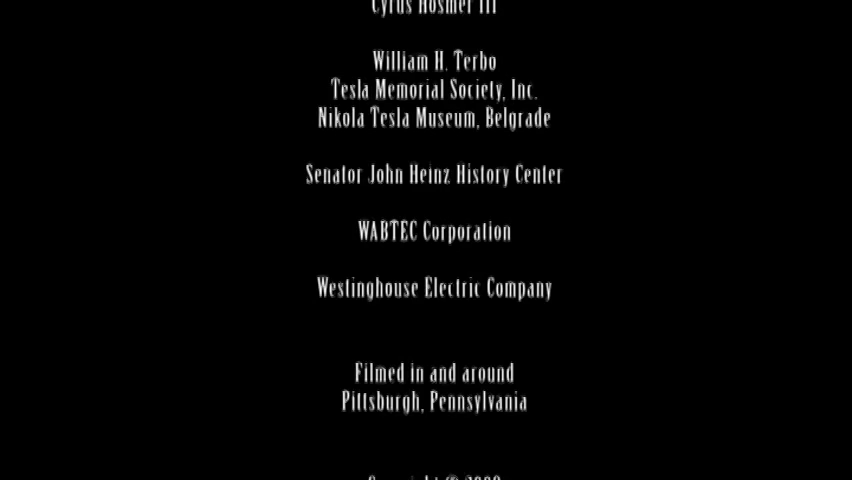 Cyrus Hosmer III
William H. Terbo
Tesla Memorial Society, Inc.
Nikola Tesla Museum, Belgrade
Senator John Heinz History Center
WABTEC Corporation
Westinghouse Electric Company
Filmed in and around
Pittsburgh, Pennsylvania